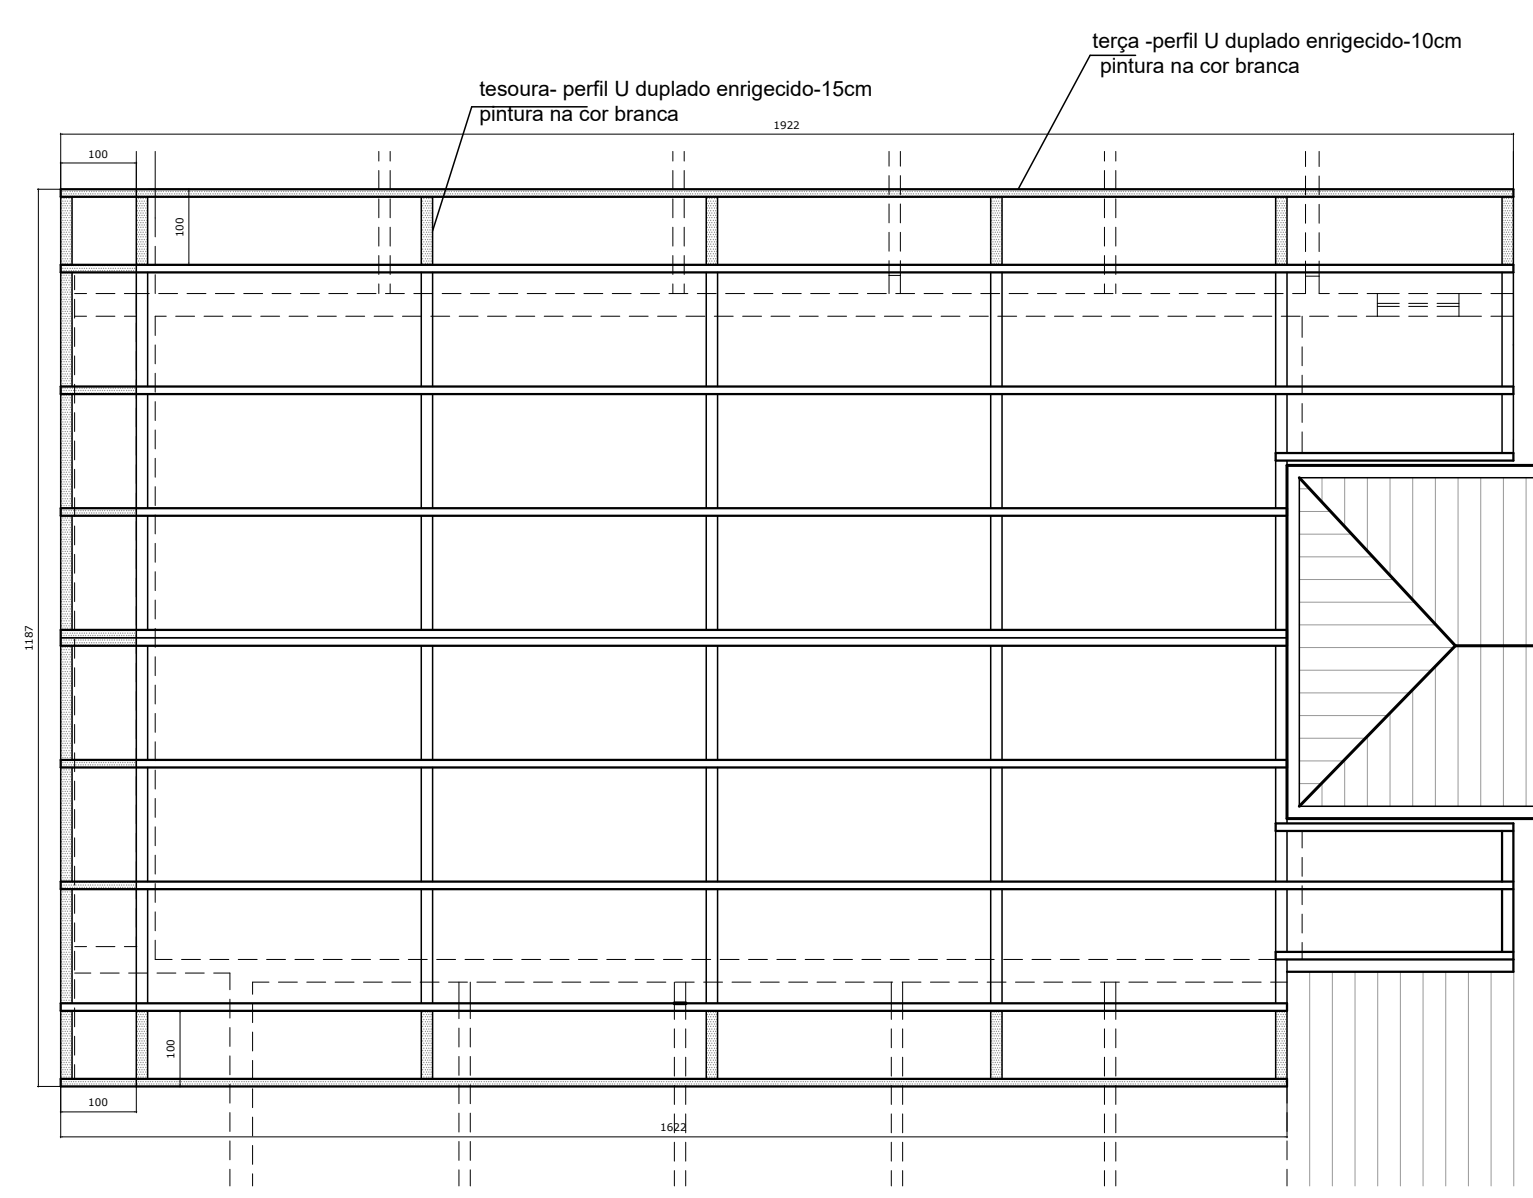 terça -perfil U duplado enrigecido-10cm
pintura na cor branca
tesoura- perfil U duplado enrigecido-15cm
pintura na cor branca
1922
100
100
1187
100
100
1622